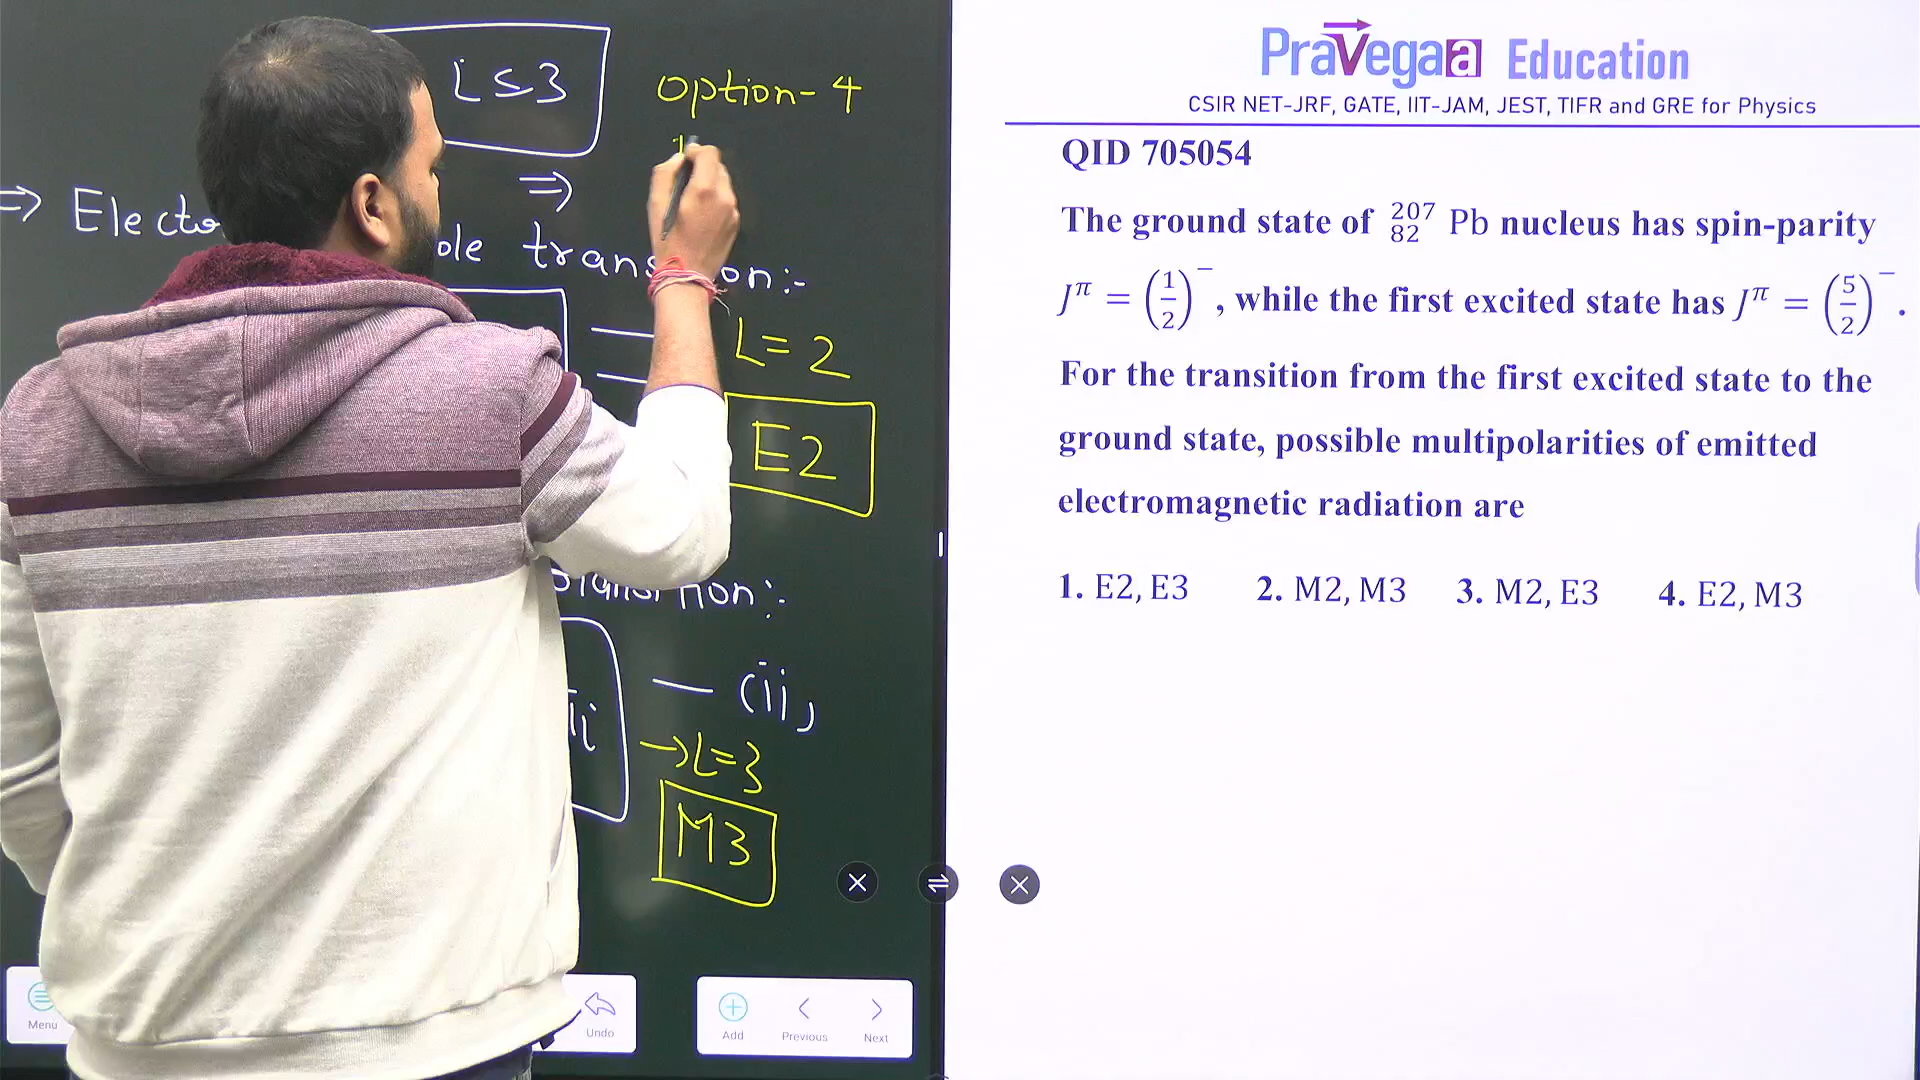 L ≤ 3
Option - 4
⇒
⇒ Electo
ole transi on:-
L = 2
E2
on:-
— (ii)
→ L=3
M3
Menu
Undo
Add
Previous
Next
PraVegaa Education
CSIR NET-JRF, GATE, IIT-JAM, JEST, TIFR and GRE for Physics
QID 705054
The ground state of ²⁰⁷₈₂ Pb nucleus has spin-parity
J^π = (1/2)⁻, while the first excited state has J^π = (5/2)⁻.
For the transition from the first excited state to the
ground state, possible multipolarities of emitted
electromagnetic radiation are
1. E2, E3 2. M2, M3 3. M2, E3 4. E2, M3